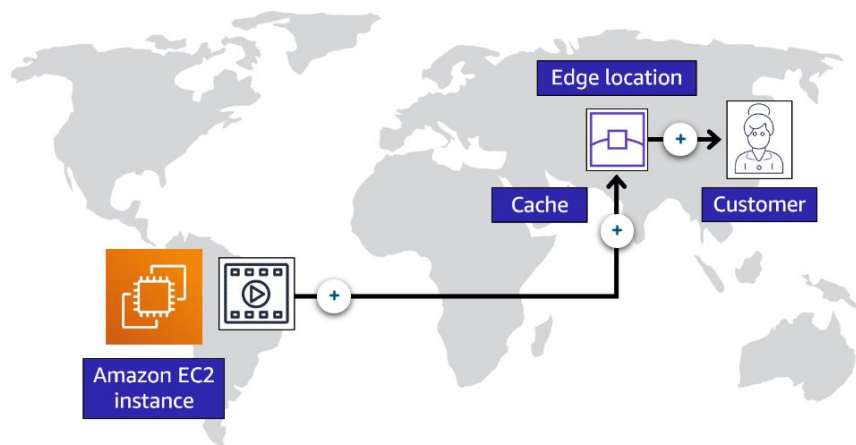 Edge location
Cache
Customer
Amazon EC2
instance